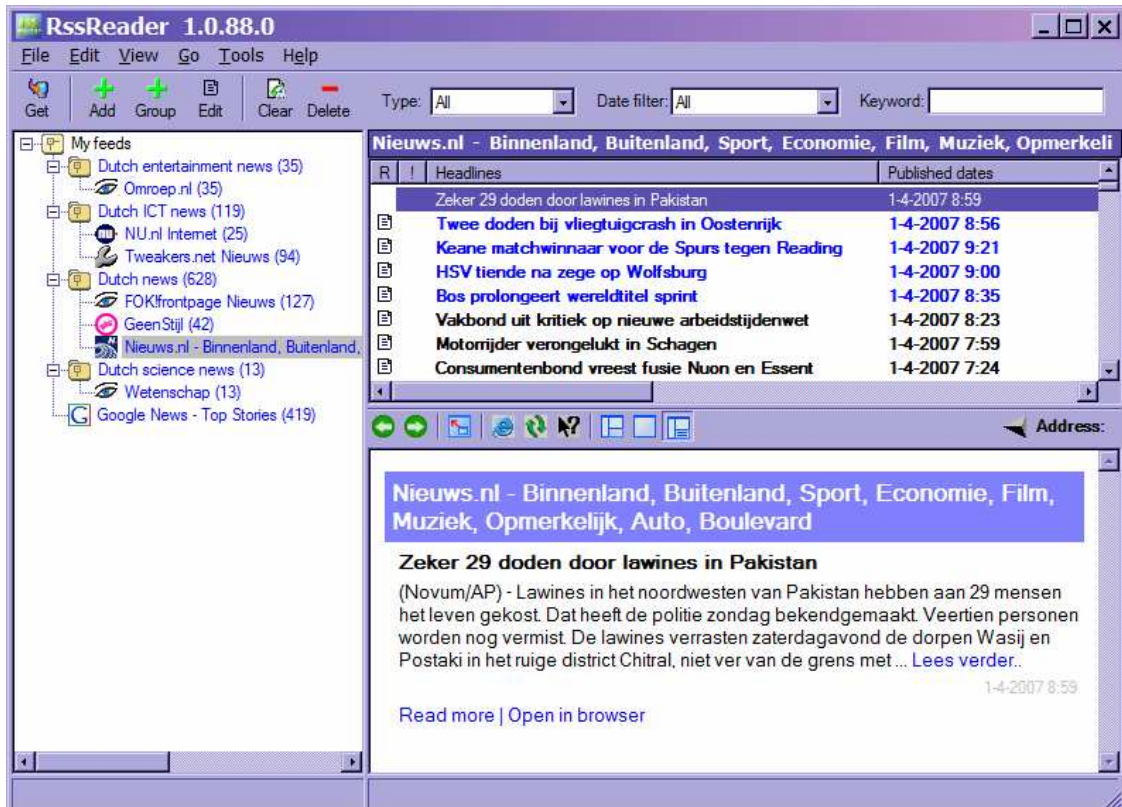 RssReader 1.0.88.0
File Edit View Go Tools Help
Get Add Group Edit Clear Delete Type: All Date filter: All Keyword:
My feeds
Dutch entertainment news (35)
Omroep.nl (35)
Dutch ICT news (119)
NU.nl Internet (25)
Tweakers.net Nieuws (94)
Dutch news (628)
FOK!frontpage Nieuws (127)
GeenStijl (42)
Nieuws.nl - Binnenland, Buitenland,
Dutch science news (13)
Wetenschap (13)
Google News - Top Stories (419)
Nieuws.nl - Binnenland, Buitenland, Sport, Economie, Film, Muziek, Opmerkeli
R ! Headlines Published dates
Zeker 29 doden door lawines in Pakistan 1-4-2007 8:59
Twee doden bij vliegtuigcrash in Oostenrijk 1-4-2007 8:56
Keane matchwinnaar voor de Spurs tegen Reading 1-4-2007 9:21
HSV tiende na zege op Wolfsburg 1-4-2007 9:00
Bos prolongeert wereldtitel sprint 1-4-2007 8:35
Vakbond uit kritiek op nieuwe arbeidstijdenwet 1-4-2007 8:23
Motorrijder verongelukt in Schagen 1-4-2007 7:59
Consumentenbond vreest fusie Nuon en Essent 1-4-2007 7:24
Address:
Nieuws.nl - Binnenland, Buitenland, Sport, Economie, Film,
Muziek, Opmerkelijk, Auto, Boulevard
Zeker 29 doden door lawines in Pakistan
(Novum/AP) - Lawines in het noordwesten van Pakistan hebben aan 29 mensen
het leven gekost. Dat heeft de politie zondag bekendgemaakt. Veertien personen
worden nog vermist. De lawines verrasten zaterdagavond de dorpen Wasij en
Postaki in het ruige district Chitral, niet ver van de grens met ... Lees verder..
1-4-2007 8:59
Read more | Open in browser